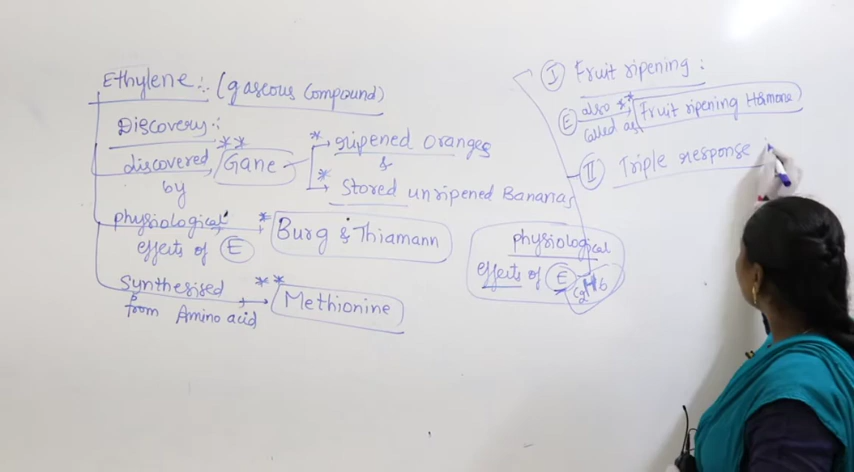 Ethylene:. (gaseous Compound)
Discovery:.
discovered by ** Gane
* ripened Oranges
&
* Stored unripened Bananas
physiological effects of (E) * Burg & Thiamann
Synthesised from Amino acid ** Methionine
physiological
effects of (E)
C2H6
(I) Fruit ripening :
(E) also ** Fruit ripening Hormone
called as
(II) Triple response